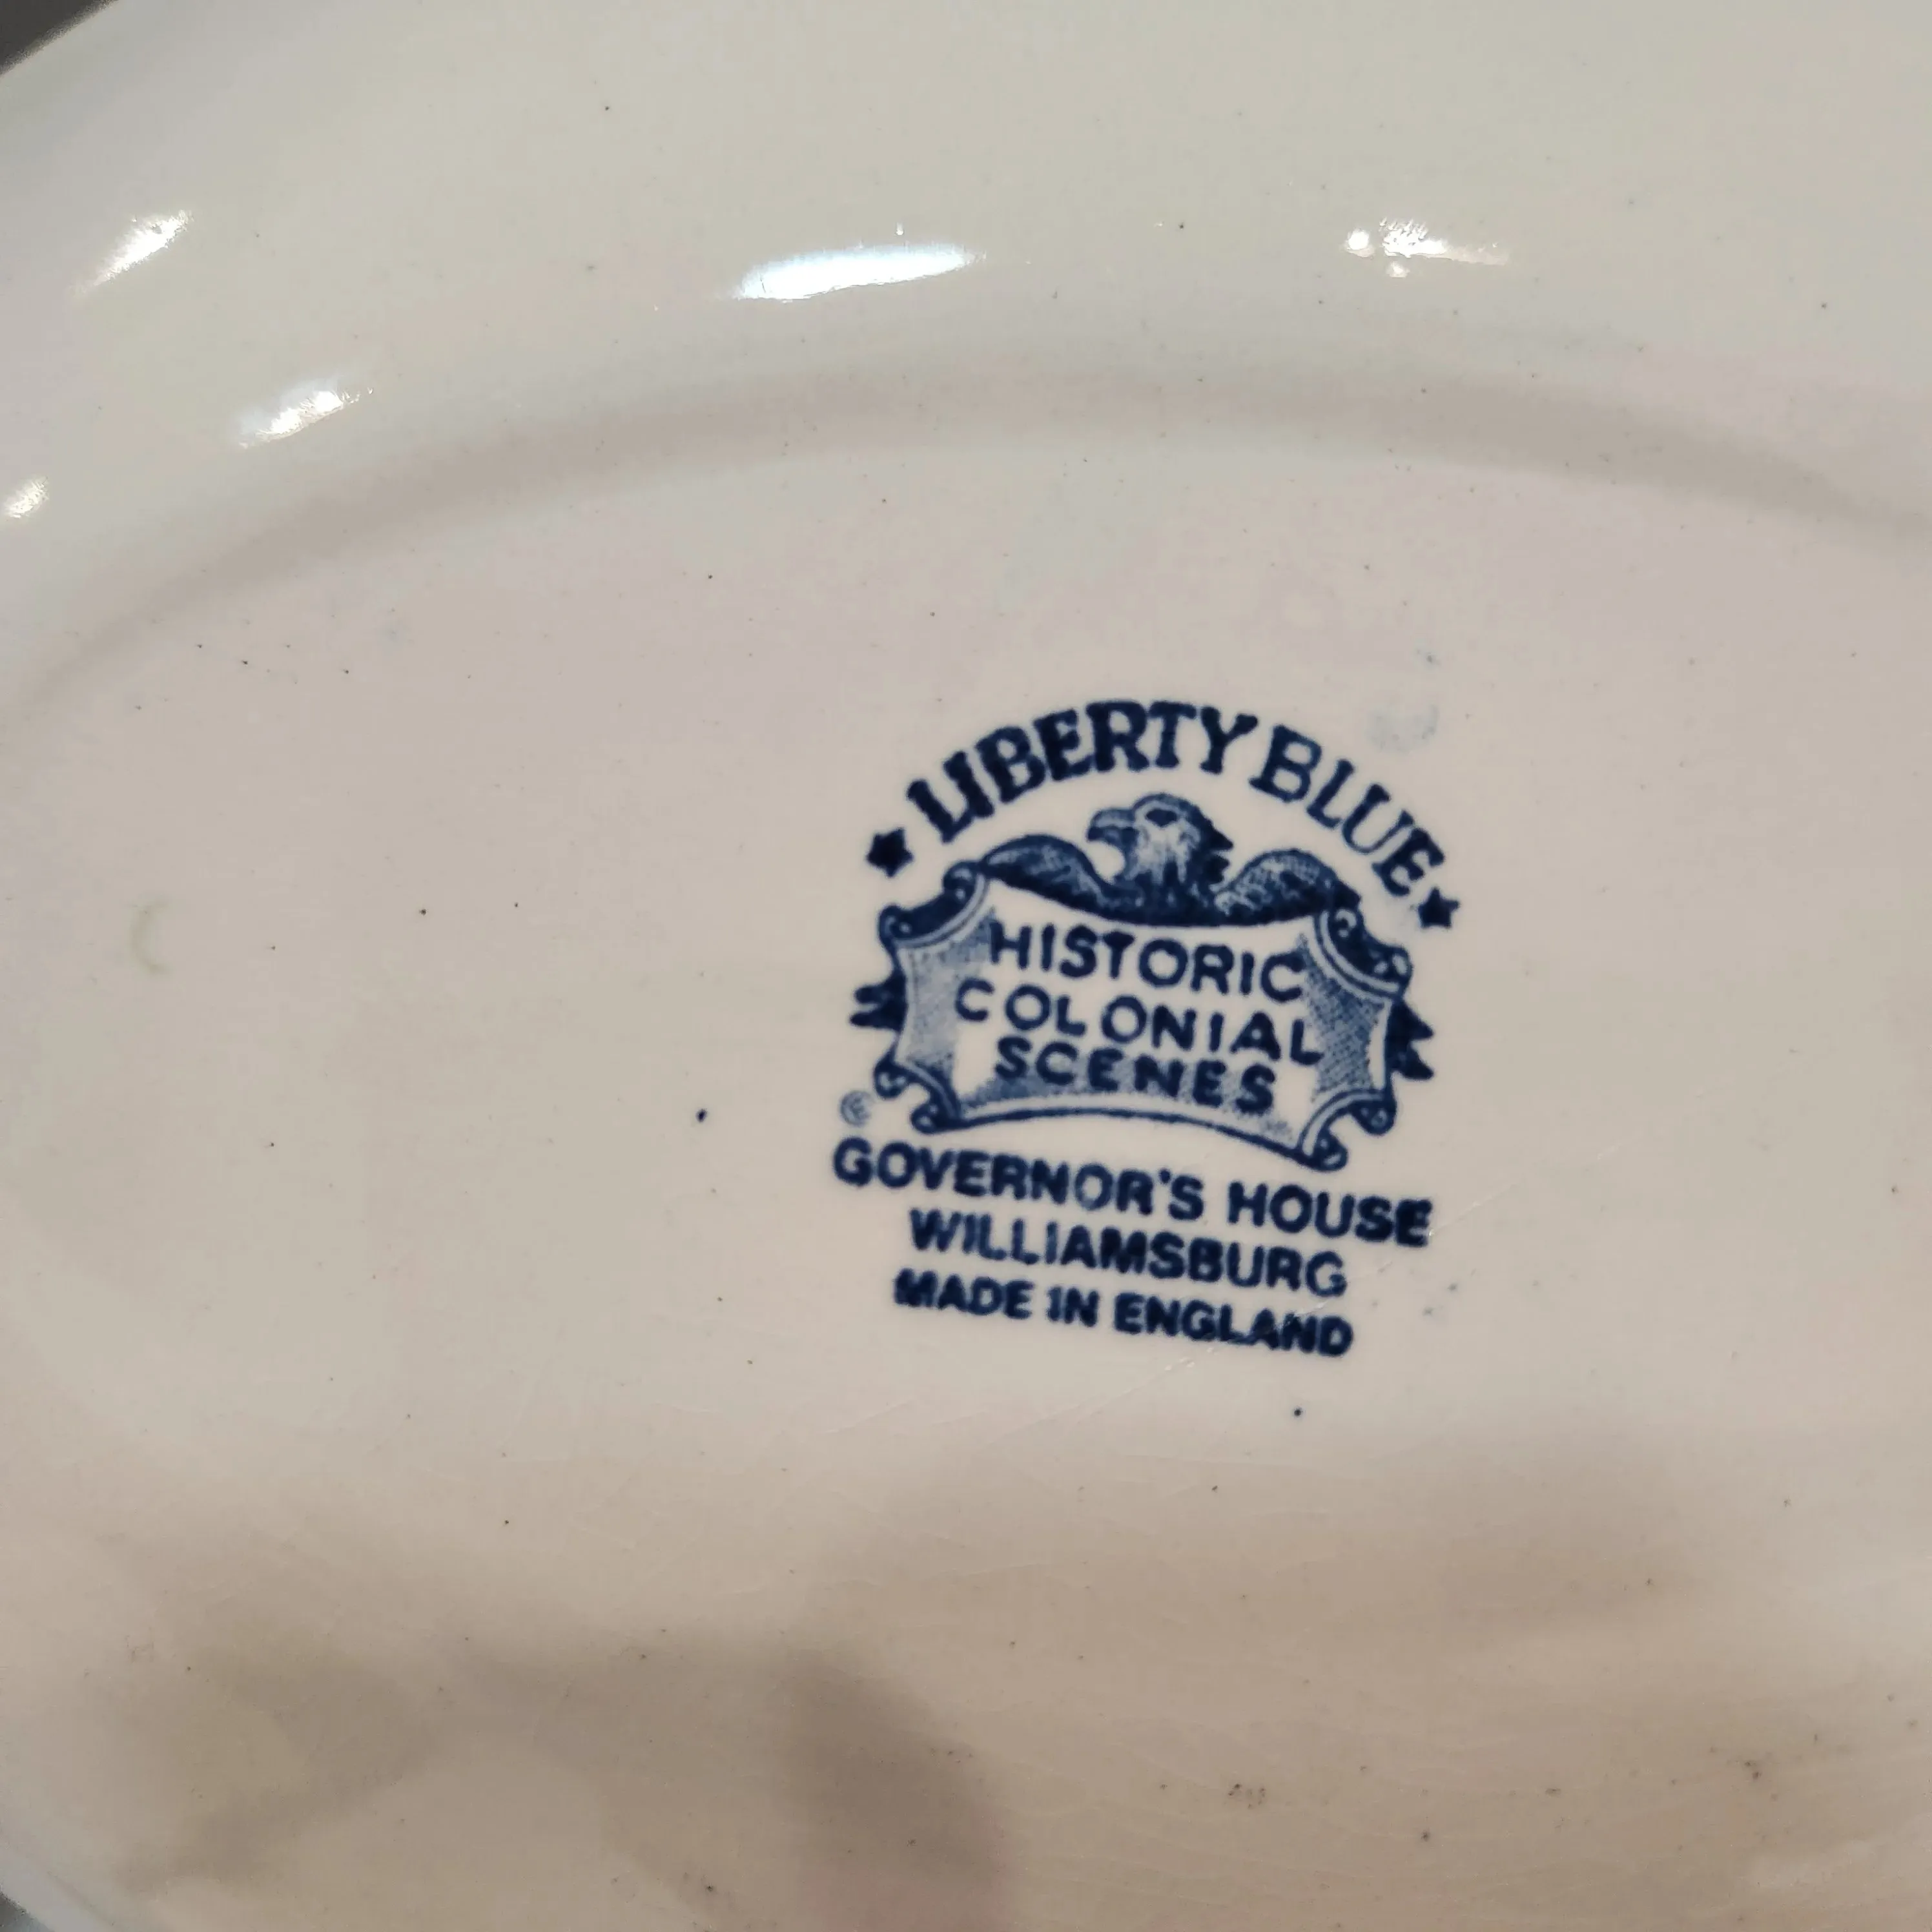 ★ LIBERTY BLUE ★
HISTORIC
COLONIAL
SCENES
©
GOVERNOR'S HOUSE
WILLIAMSBURG
MADE IN ENGLAND